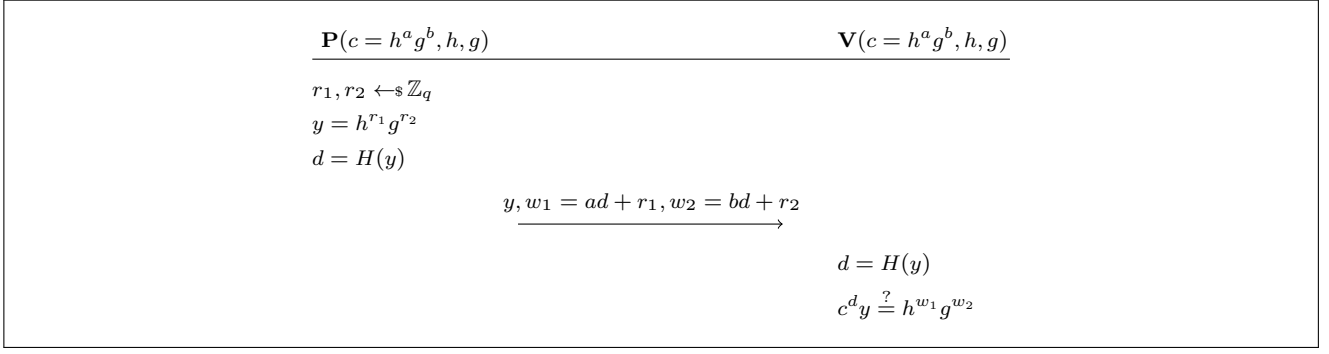 P(c = h^a g^b, h, g) V(c = h^a g^b, h, g)
r_1, r_2 ←$ ℤ_q
y = h^{r_1} g^{r_2}
d = H(y)
y, w_1 = ad + r_1, w_2 = bd + r_2
d = H(y)
c^d y ?= h^{w_1} g^{w_2}